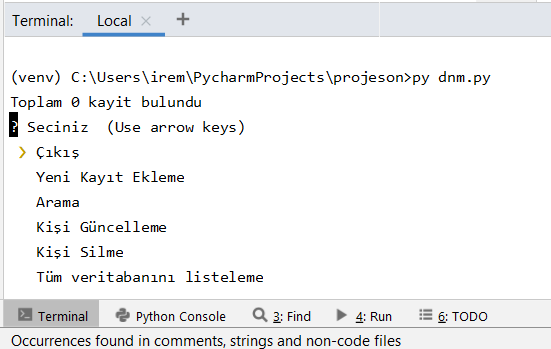 Terminal: Local × +
(venv) C:\Users\irem\PycharmProjects\projeson>py dnm.py
Toplam 0 kayit bulundu
? Seciniz  (Use arrow keys)
❯ Çıkış
Yeni Kayıt Ekleme
Arama
Kişi Güncelleme
Kişi Silme
Tüm veritabanını listeleme
Terminal Python Console 3: Find 4: Run 6: TODO
Occurrences found in comments, strings and non-code files